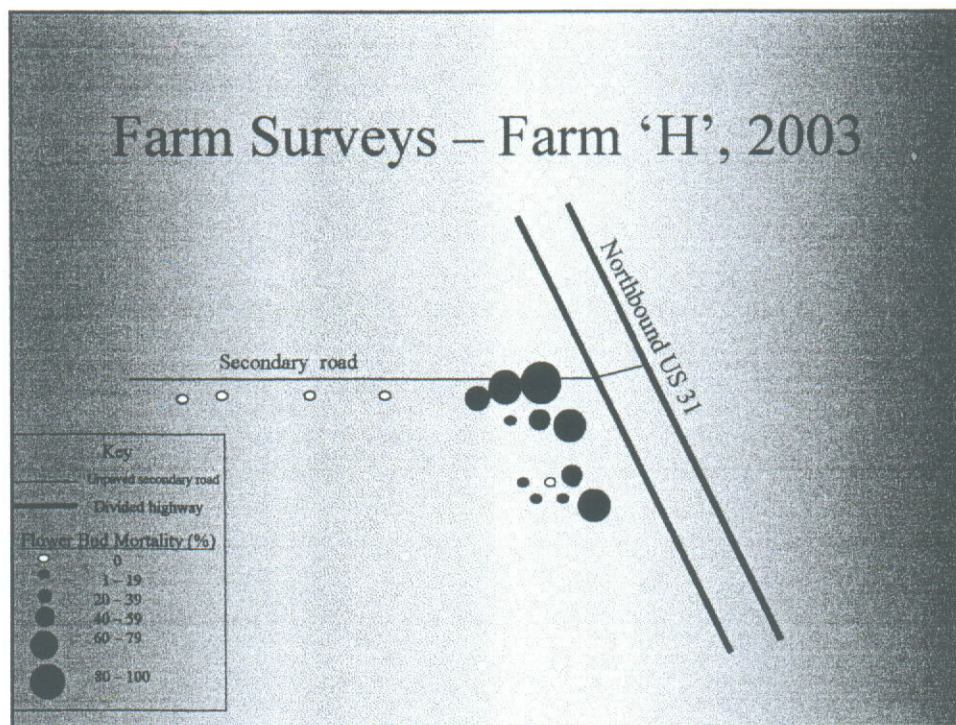 Farm Surveys – Farm ‘H’, 2003
Northbound US 31
Secondary road
Key
Unpaved secondary road
Divided highway
Flower Bud Mortality (%)
0
1 – 19
20 – 39
40 – 59
60 – 79
80 – 100